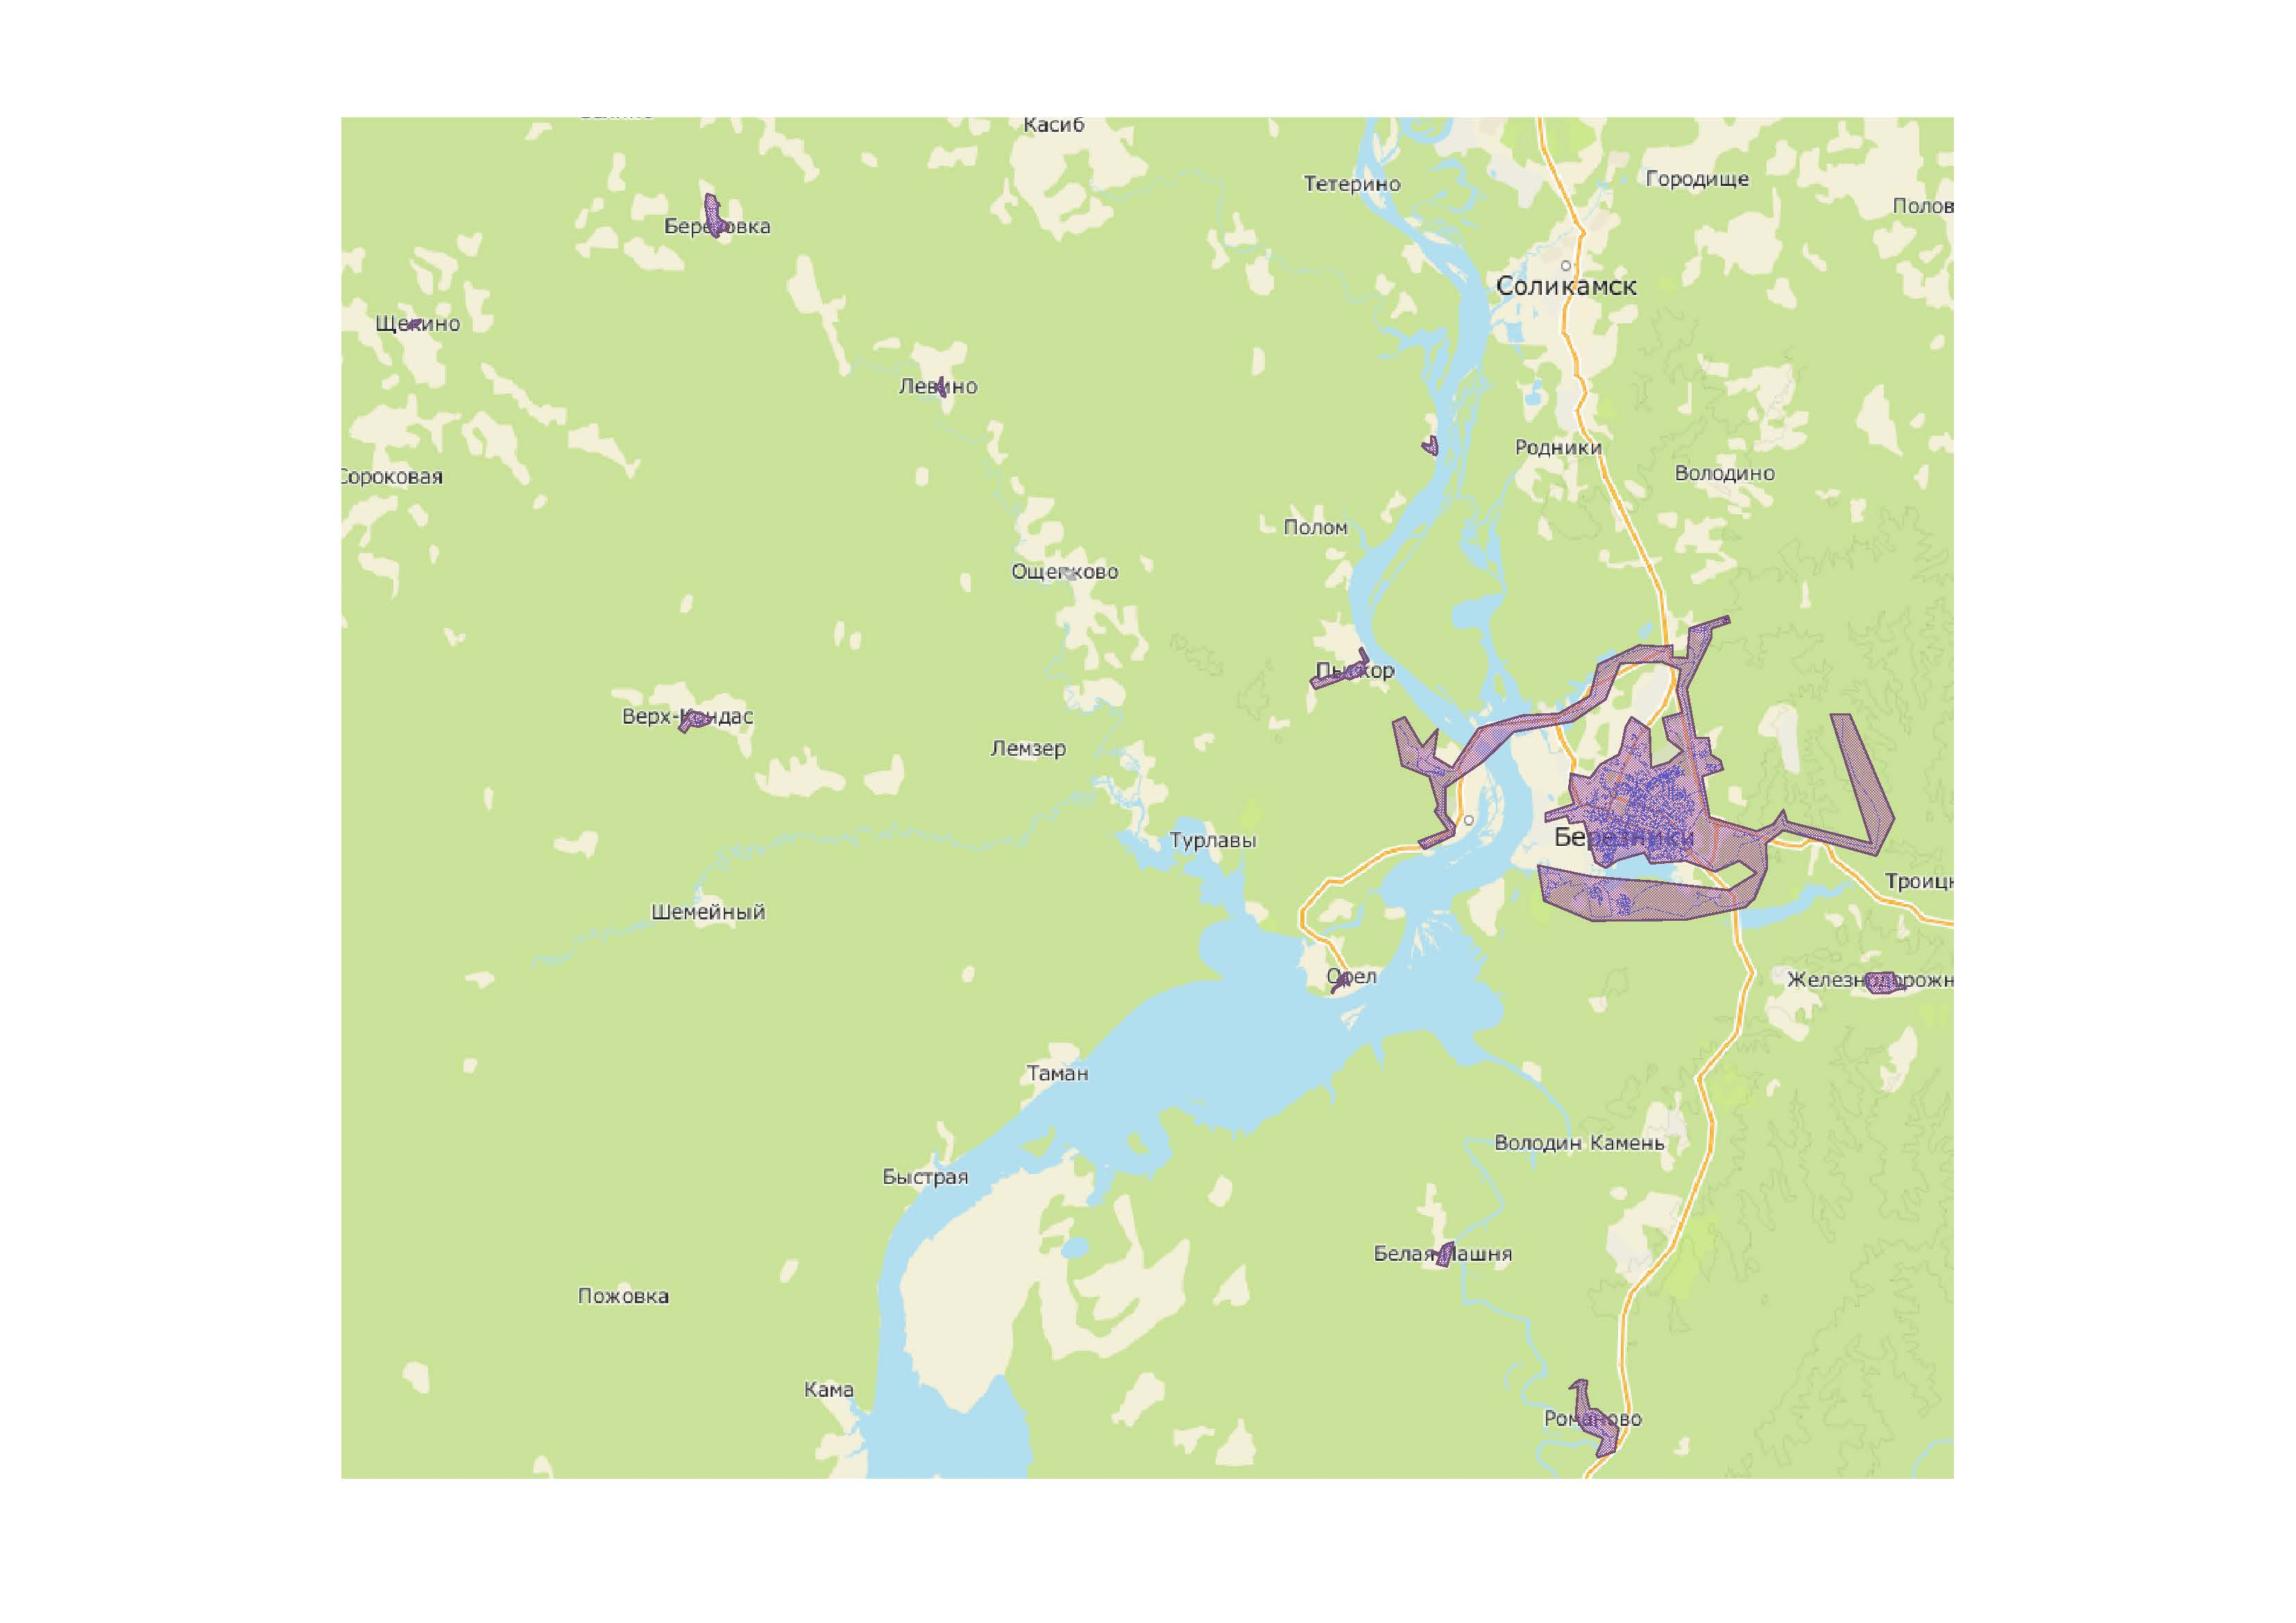 Касиб
Тетерино
Городище
Полов
Березовка
Соликамск
Щекино
Левино
Родники
Володино
Сороковая
Полом
Ощепково
Пыскор
Верх-Кондас
Лемзер
Турлавы
Березники
Троицк
Шемейный
Орел
Железнодорожн
Таман
Володин Камень
Быстрая
Белая Пашня
Пожовка
Кама
Романово